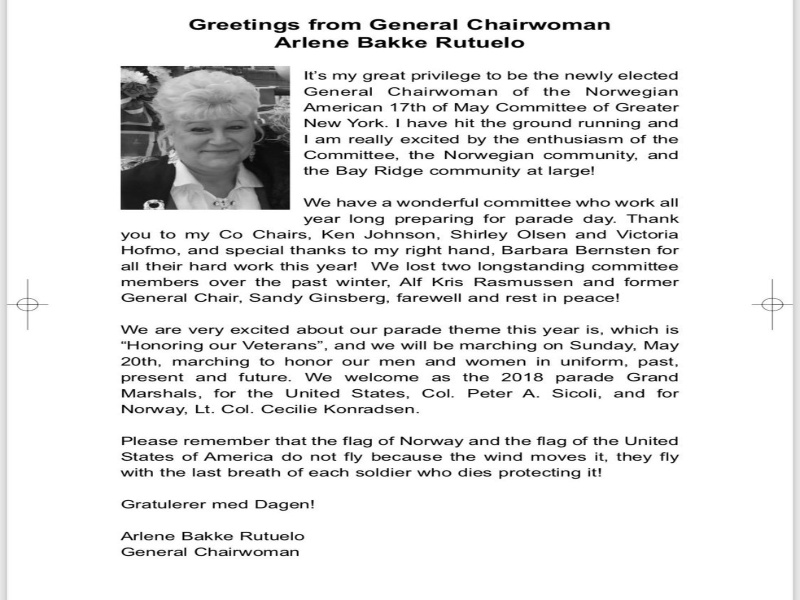 Greetings from General Chairwoman
Arlene Bakke Rutuelo
It's my great privilege to be the newly elected
General Chairwoman of the Norwegian
American 17th of May Committee of Greater
New York. I have hit the ground running and
I am really excited by the enthusiasm of the
Committee, the Norwegian community, and
the Bay Ridge community at large!
We have a wonderful committee who work all
year long preparing for parade day. Thank
you to my Co Chairs, Ken Johnson, Shirley Olsen and Victoria
Hofmo, and special thanks to my right hand, Barbara Bernsten for
all their hard work this year!  We lost two longstanding committee
members over the past winter, Alf Kris Rasmussen and former
General Chair, Sandy Ginsberg, farewell and rest in peace!
We are very excited about our parade theme this year is, which is
“Honoring our Veterans”, and we will be marching on Sunday, May
20th, marching to honor our men and women in uniform, past,
present and future. We welcome as the 2018 parade Grand
Marshals, for the United States, Col. Peter A. Sicoli, and for
Norway, Lt. Col. Cecilie Konradsen.
Please remember that the flag of Norway and the flag of the United
States of America do not fly because the wind moves it, they fly
with the last breath of each soldier who dies protecting it!
Gratulerer med Dagen!
Arlene Bakke Rutuelo
General Chairwoman